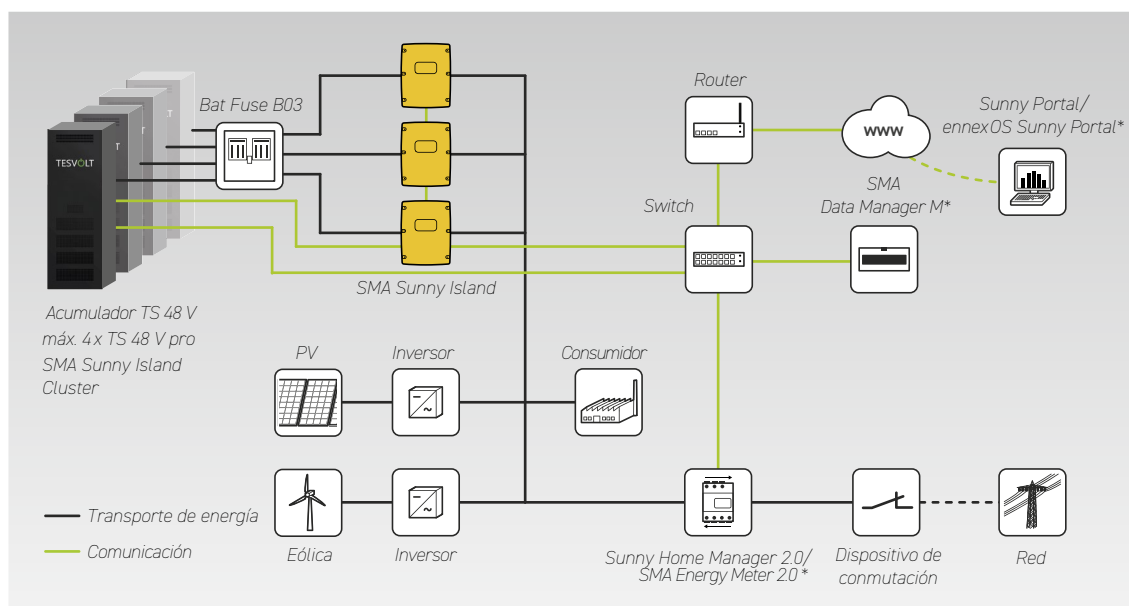 Bat Fuse B03
TESVOLT
Acumulador TS 48 V
máx. 4 x TS 48 V pro
SMA Sunny Island
Cluster
SMA Sunny Island
Router
www
Sunny Portal/
ennexOS Sunny Portal*
Switch
SMA
Data Manager M*
PV
Inversor
Consumidor
Transporte de energía
Comunicación
Eólica
Inversor
Sunny Home Manager 2.0/
SMA Energy Meter 2.0 *
Dispositivo de
conmutación
Red